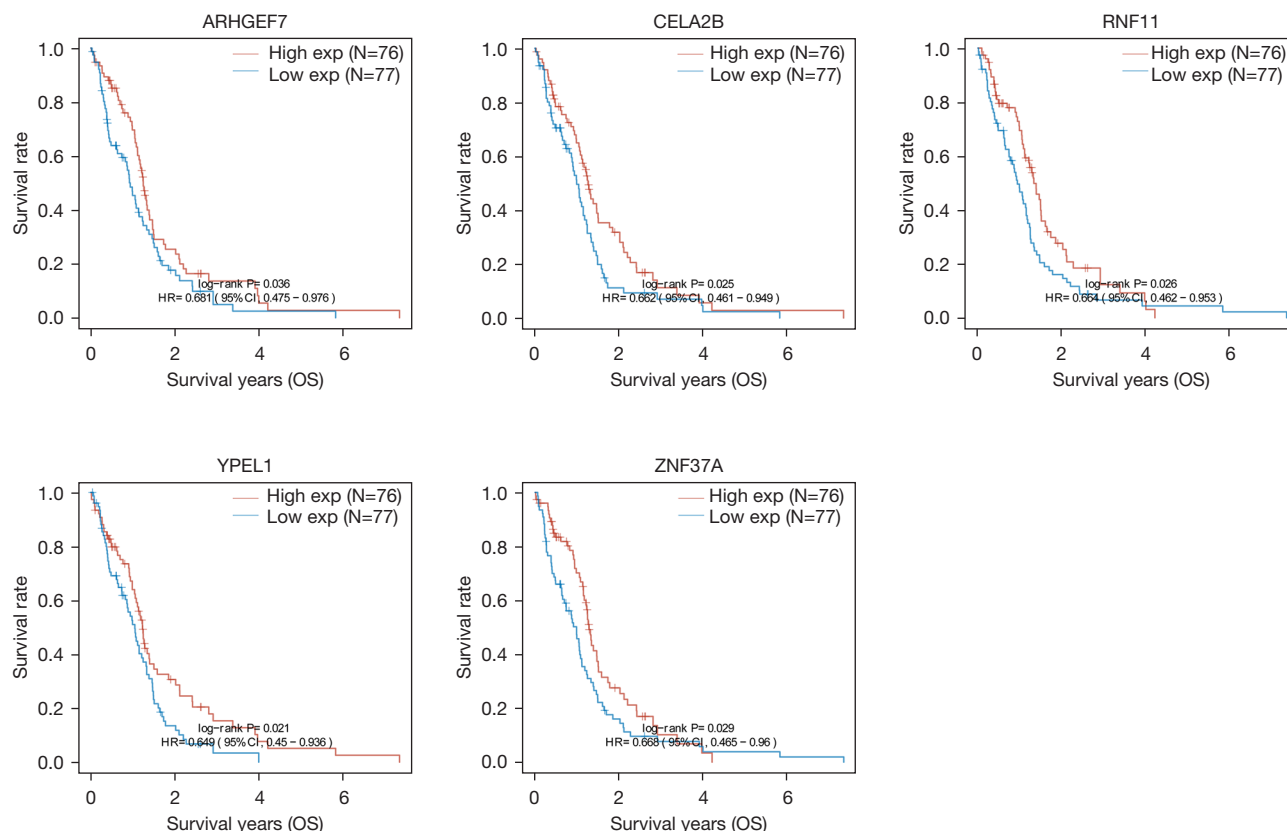 ARHGEF7
High exp (N=76)
Low exp (N=77)
1.0
0.8
0.6
0.4
0.2
0.0
Survival rate
log−rank P= 0.036
HR= 0.681 ( 95% CI, 0.475 − 0.976)
0 2 4 6
Survival years (OS)
CELA2B
High exp (N=76)
Low exp (N=77)
1.0
0.8
0.6
0.4
0.2
0.0
Survival rate
log−rank P= 0.025
HR= 0.662 ( 95% CI, 0.461 − 0.949)
0 2 4 6
Survival years (OS)
RNF11
High exp (N=76)
Low exp (N=77)
1.0
0.8
0.6
0.4
0.2
0.0
Survival rate
log−rank P= 0.026
HR= 0.664 ( 95% CI, 0.462 − 0.953)
0 2 4 6
Survival years (OS)
YPEL1
High exp (N=76)
Low exp (N=77)
1.0
0.8
0.6
0.4
0.2
0.0
Survival rate
log−rank P= 0.021
HR= 0.649 ( 95% CI, 0.45 − 0.936)
0 2 4 6
Survival years (OS)
ZNF37A
High exp (N=76)
Low exp (N=77)
1.0
0.8
0.6
0.4
0.2
0.0
Survival rate
log−rank P= 0.029
HR= 0.668 ( 95% CI, 0.465 − 0.96)
0 2 4 6
Survival years (OS)